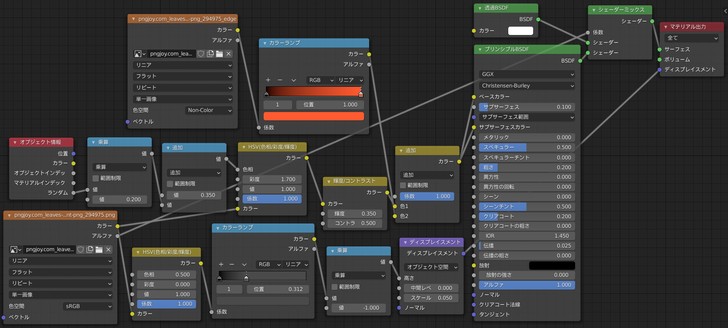 pngjoy.com_leaves-...png_294975_edge
カラー
アルファ
pngjoy.com_lea...
リニア
フラット
リピート
単一画像
色空間 Non-Color
ベクトル
カラーランプ
カラー
アルファ
RGB リニア
1 位置 1.000
係数
透過BSDF
BSDF
カラー
シェーダーミックス
シェーダー
係数
シェーダー
シェーダー
マテリアル出力
全て
サーフェス
ボリューム
ディスプレイスメント
プリンシプルBSDF
BSDF
GGX
Christensen-Burley
ベースカラー
サブサーフェス 0.100
サブサーフェス範囲
サブサーフェスカラー
メタリック 0.000
スペキュラー 0.500
スペキュラーチント 0.000
粗さ 0.200
異方性 0.000
異方性の回転 0.000
シーン 0.000
シーンチント 0.500
クリアコート 0.200
クリアコートの粗さ 0.000
IOR 1.450
伝播 0.025
伝播の粗さ 0.000
放射
放射の強さ 0.000
アルファ 1.000
ノーマル
クリアコート法線
タンジェント
オブジェクト情報
位置
カラー
オブジェクトインデッ
マテリアルインデック
ランダム
乗算
値
乗算
範囲制限
値
値 0.200
追加
値
追加
範囲制限
値
値 0.350
HSV(色相/彩度/輝度)
カラー
色相
彩度 1.700
値 1.000
係数 1.000
カラー
輝度/コントラスト
カラー
カラー
輝度 0.350
コントラ 0.500
追加
カラー
追加
範囲制限
係数 1.000
色1
色2
カラー
アルファ
pngjoy.com_leave...
リニア
フラット
リピート
単一画像
色空間 sRGB
ベクトル
HSV(色相/彩度/輝度)
カラー
色相 0.500
彩度 0.000
値 1.000
係数 1.000
カラー
カラーランプ
カラー
アルファ
RGB リニア
1 位置 0.312
係数
乗算
値
乗算
範囲制限
値
値 -1.000
ディスプレイスメント
ディスプレイスメント
オブジェクト空間
高さ
中間レベ 0.000
スケール 0.050
ノーマル